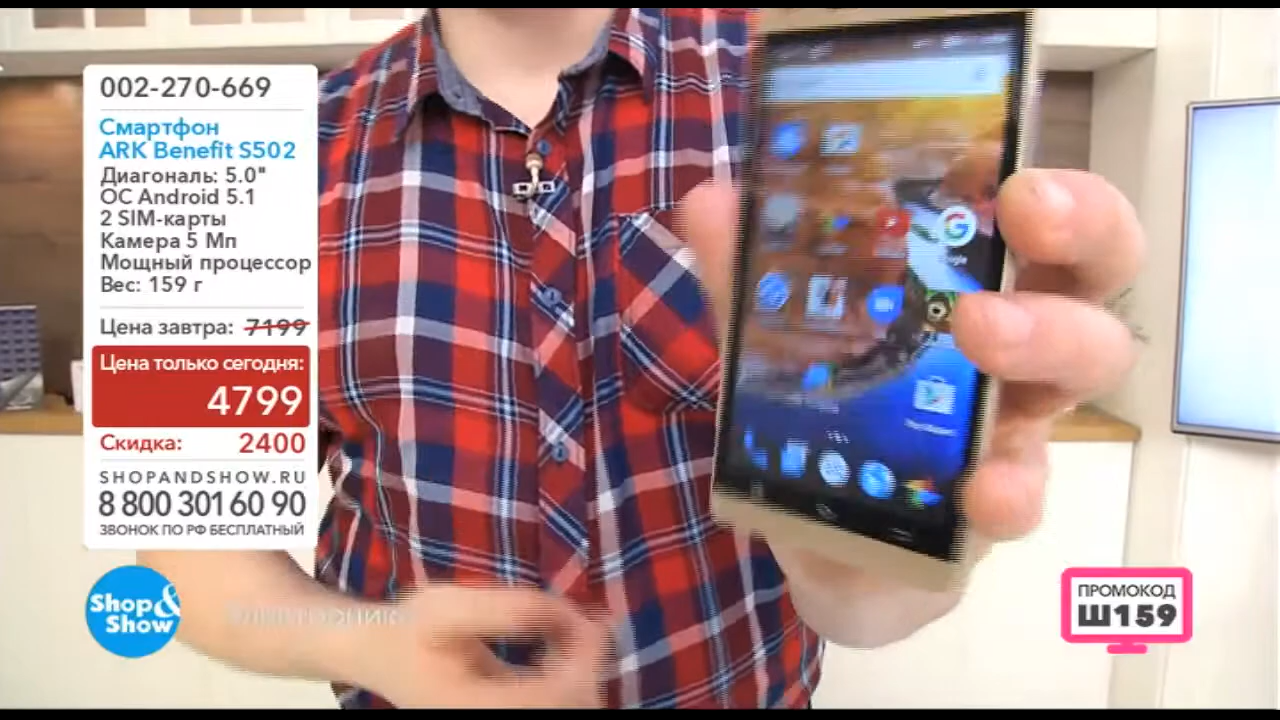 002-270-669
Смартфон
ARK Benefit S502
Диагональ: 5.0"
ОС Android 5.1
2 SIM-карты
Камера 5 Мп
Мощный процессор
Вес: 159 г
Цена завтра: 7199
Цена только сегодня:
4799
Скидка: 2400
SHOPANDSHOW.RU
8 800 301 60 90
ЗВОНОК ПО РФ БЕСПЛАТНЫЙ
Shop&
Show
ПРОМОКОД
Ш159